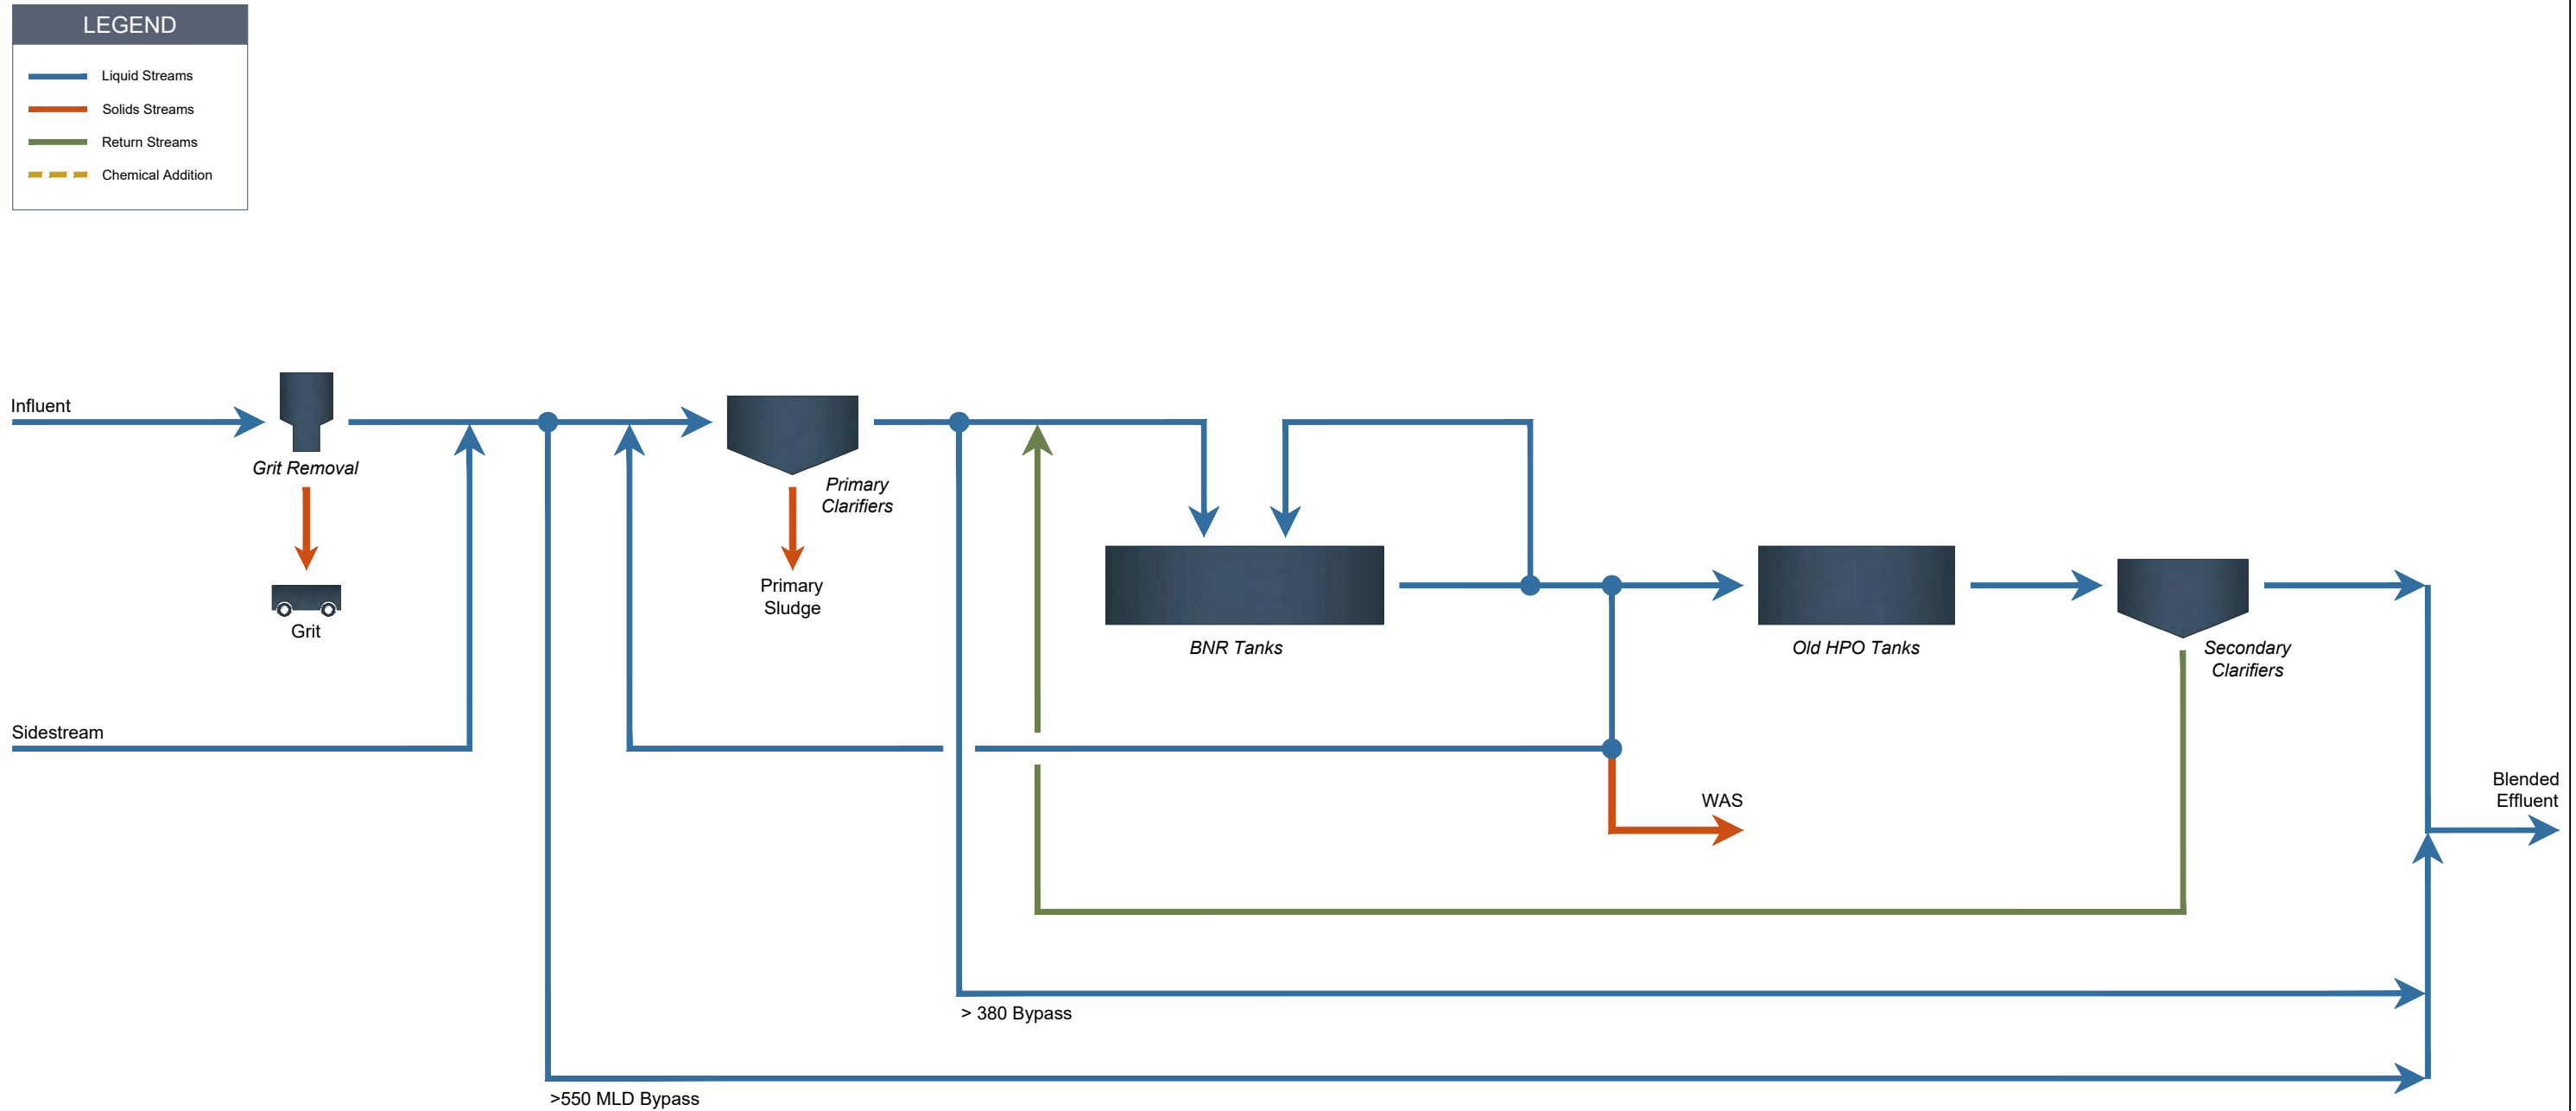 LEGEND
Liquid Streams
Solids Streams
Return Streams
Chemical Addition
Influent
Grit Removal
Grit
Primary
Clarifiers
Primary
Sludge
BNR Tanks
Old HPO Tanks
Secondary
Clarifiers
Sidestream
WAS
Blended
Effluent
> 380 Bypass
>550 MLD Bypass